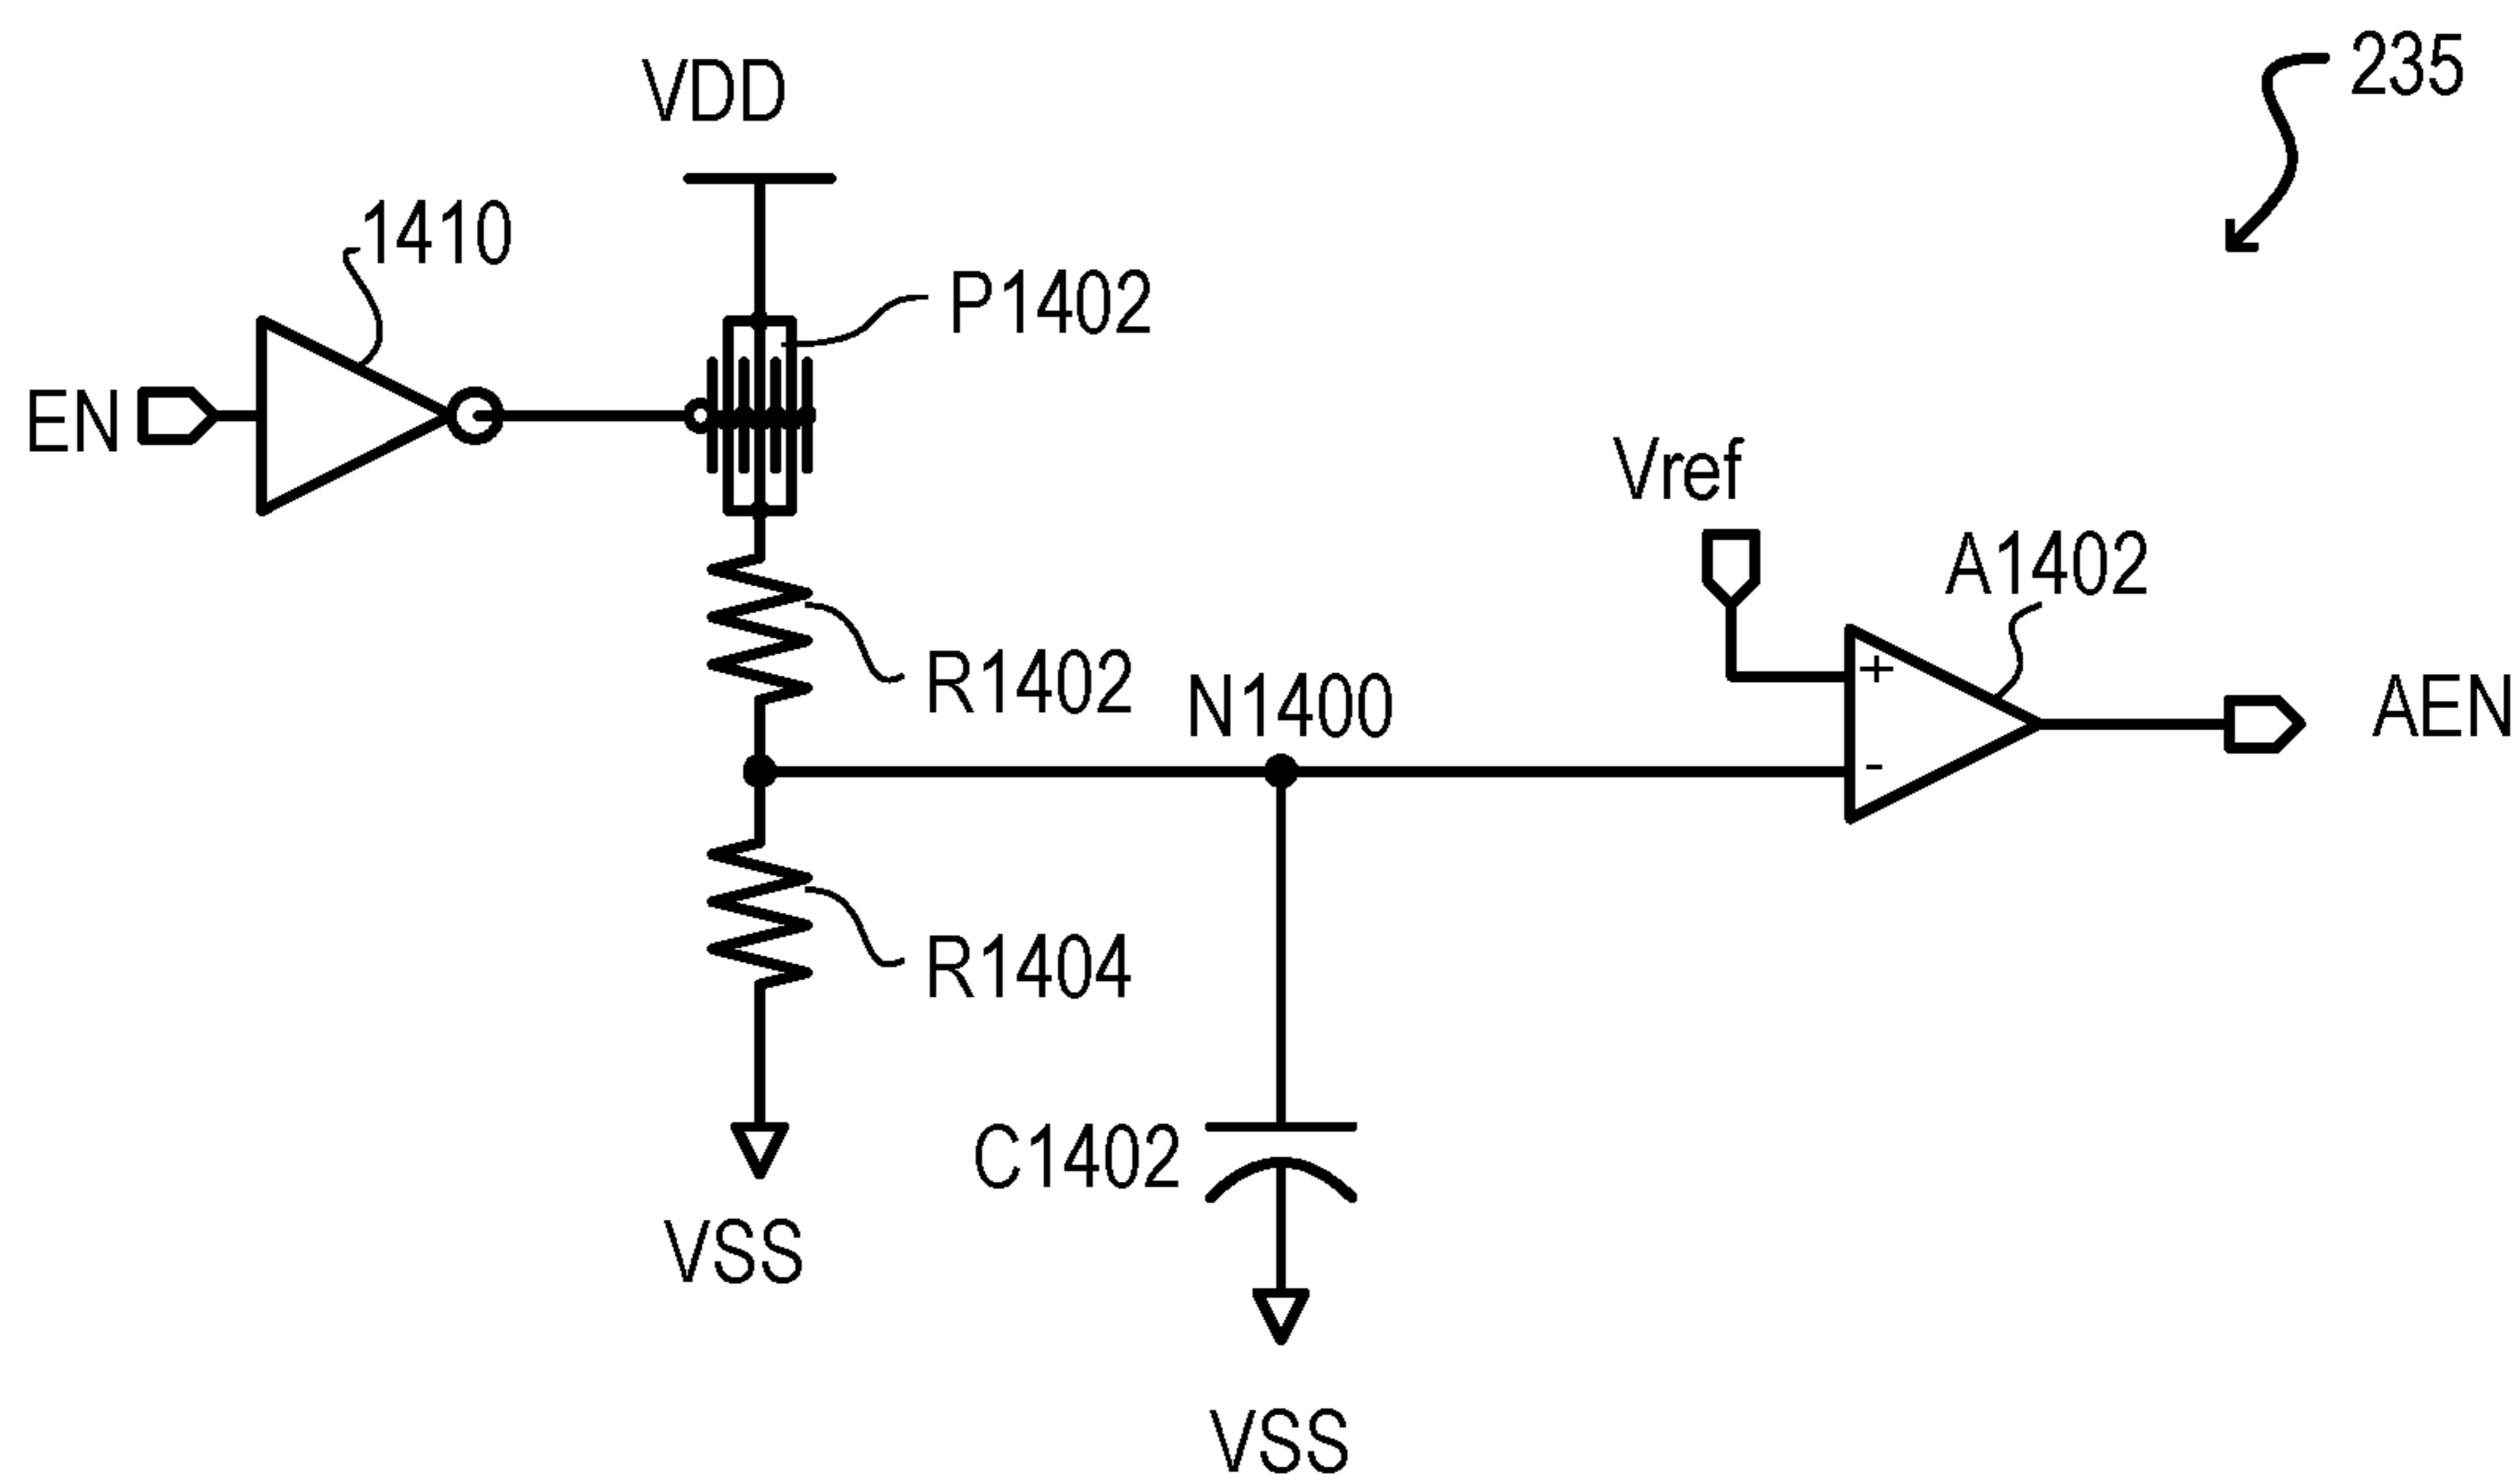 235
VDD
1410
P1402
EN
Vref
A1402
R1402
N1400
AEN
+
-
R1404
C1402
VSS
VSS